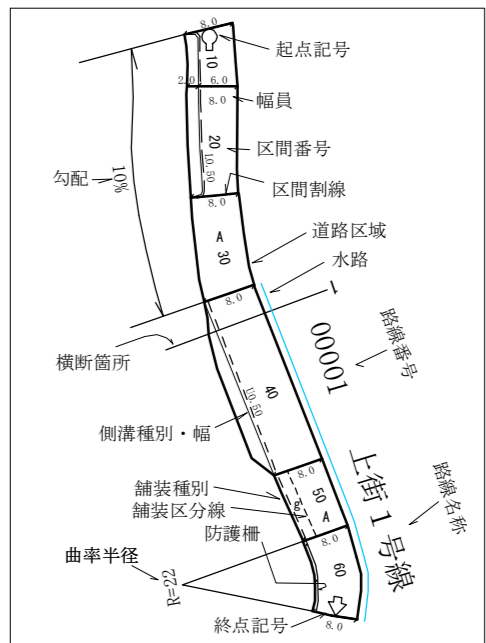 8.0
起点記号
10
2.0
6.0
8.0
幅員
20
区間番号
L0.50
区間割線
勾配
10%
8.0
A
30
道路区域
水路
8.0
1
横断箇所
00001
路線番号
40
U0.50
側溝種別・幅
上街1号線
路線名称
8.0
舗装種別
50
A
舗装区分線
8.0
防護柵
曲率半径
R=22
60
終点記号
8.0